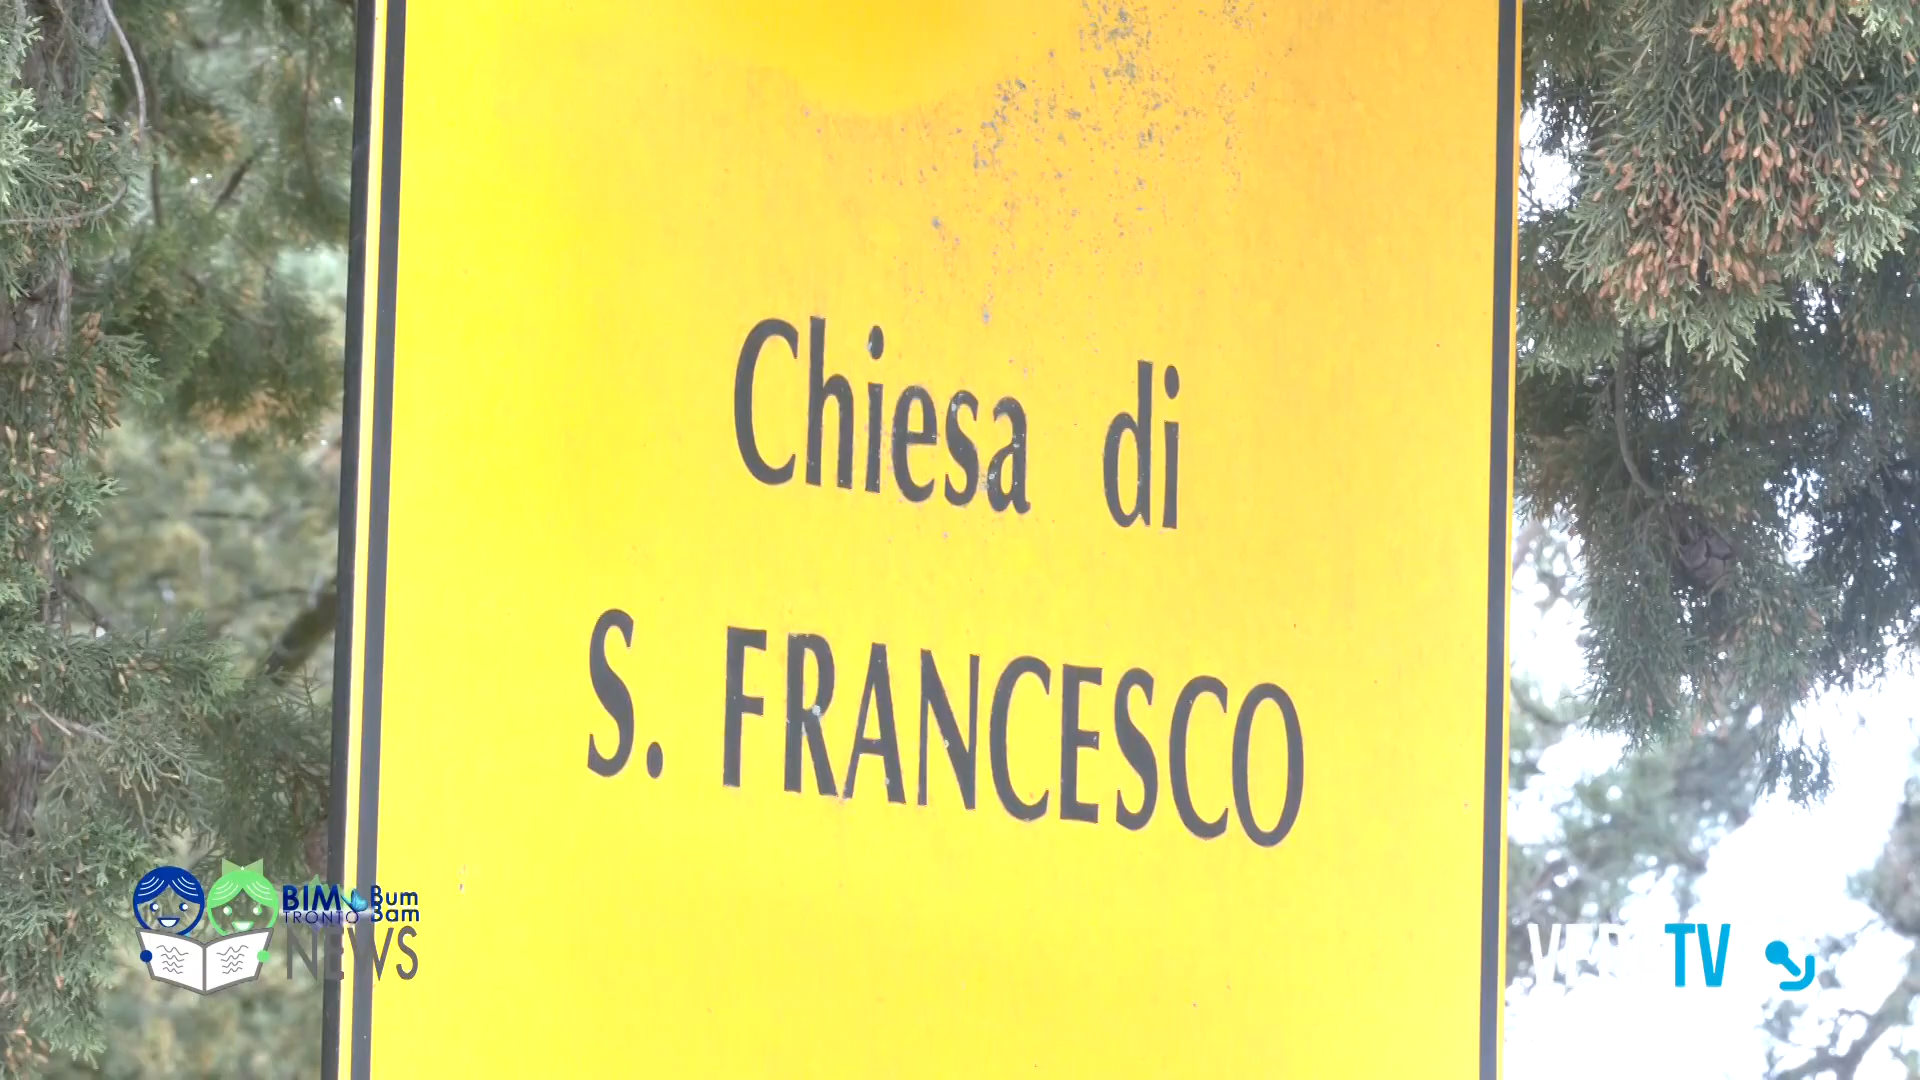 Chiesa di
S. FRANCESCO
BIM Bum
TRONTO Bam
NEWS
TV